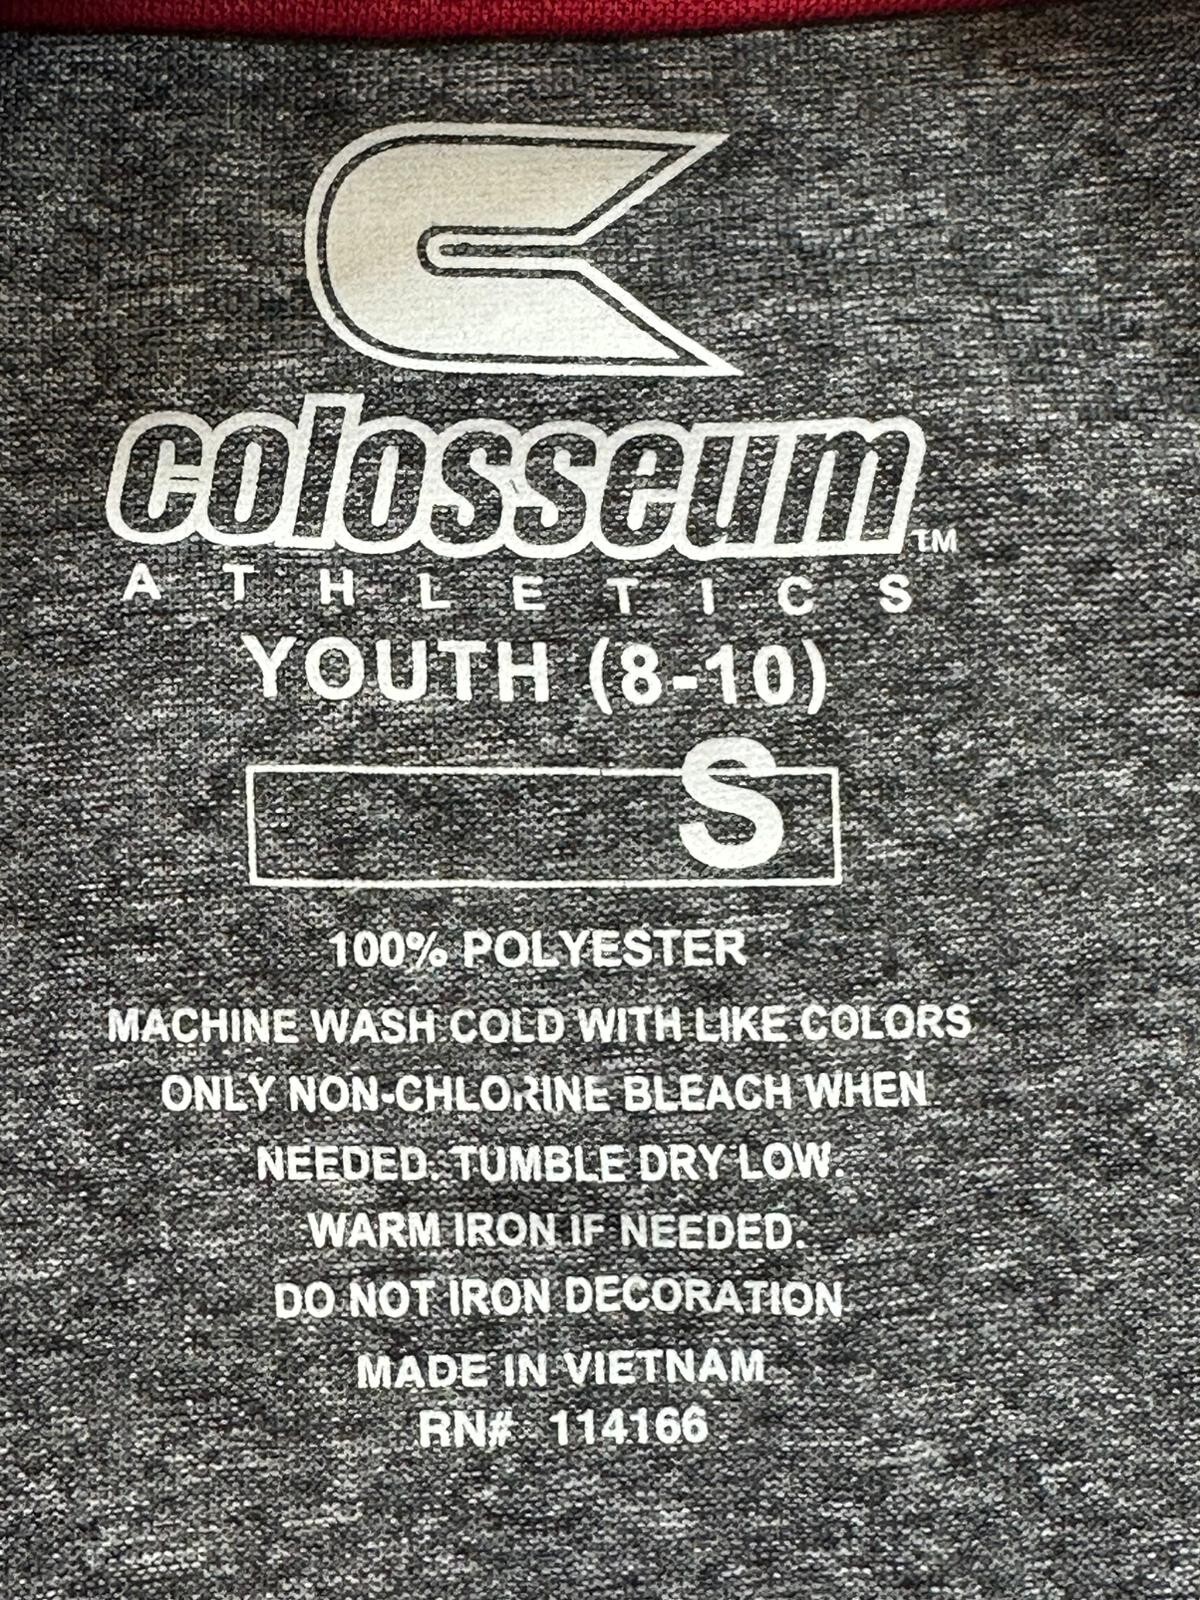 colosseum™
ATHLETICS
YOUTH (8-10)
S
100% POLYESTER
MACHINE WASH COLD WITH LIKE COLORS
ONLY NON-CHLORINE BLEACH WHEN
NEEDED. TUMBLE DRY LOW.
WARM IRON IF NEEDED.
DO NOT IRON DECORATION
MADE IN VIETNAM
RN# 114166